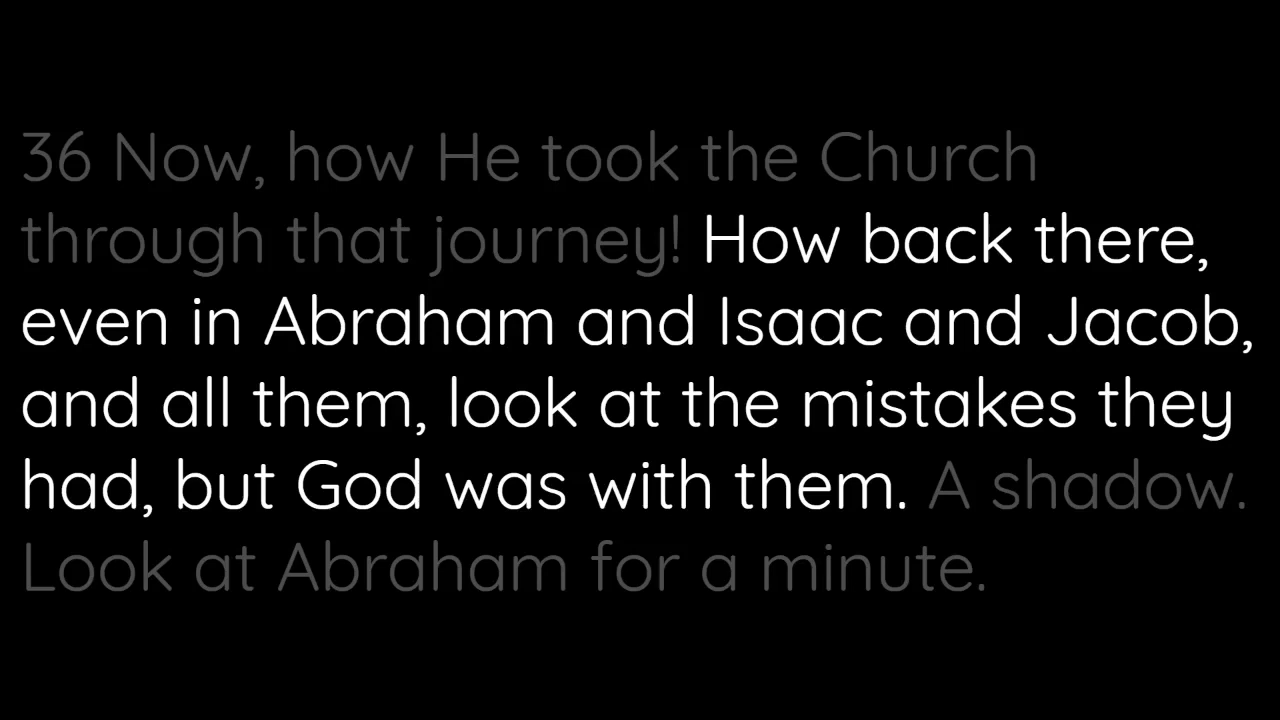 36 Now, how He took the Church
through that journey! How back there,
even in Abraham and Isaac and Jacob,
and all them, look at the mistakes they
had, but God was with them. A shadow.
Look at Abraham for a minute.